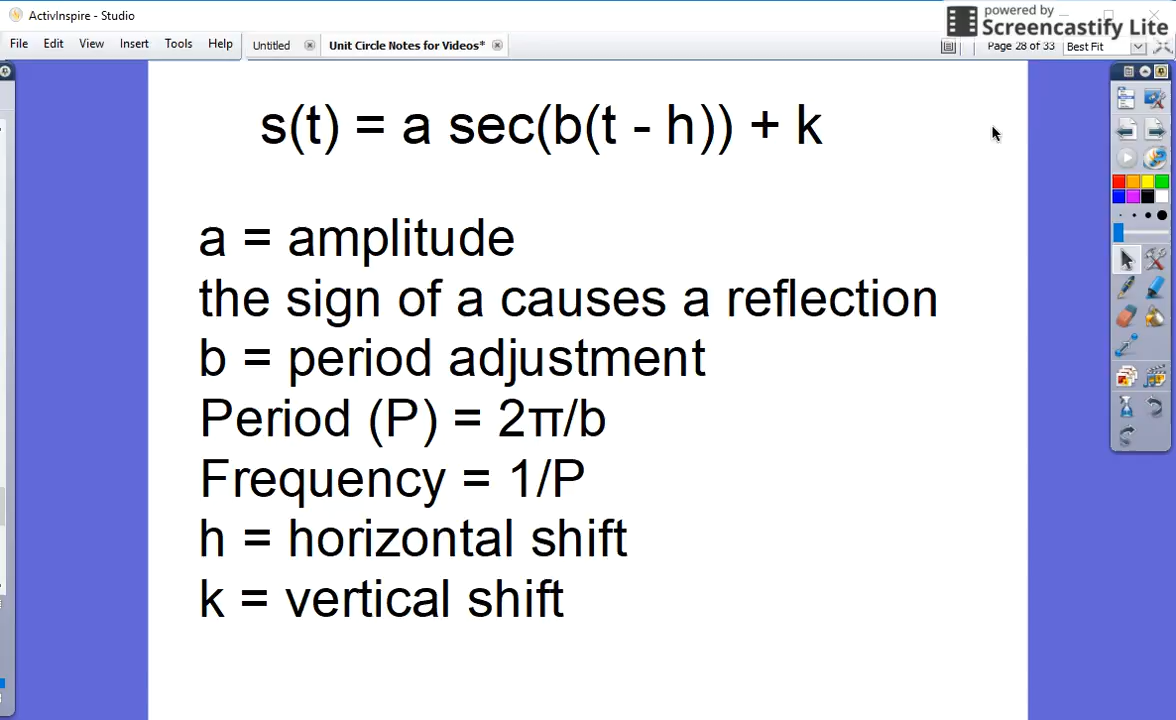 ActivInspire - Studio
powered by
Screencastify Lite
File Edit View Insert Tools Help
Untitled
Unit Circle Notes for Videos*
Page 28 of 33
Best Fit
s(t) = a sec(b(t - h)) + k
a = amplitude
the sign of a causes a reflection
b = period adjustment
Period (P) = 2π/b
Frequency = 1/P
h = horizontal shift
k = vertical shift